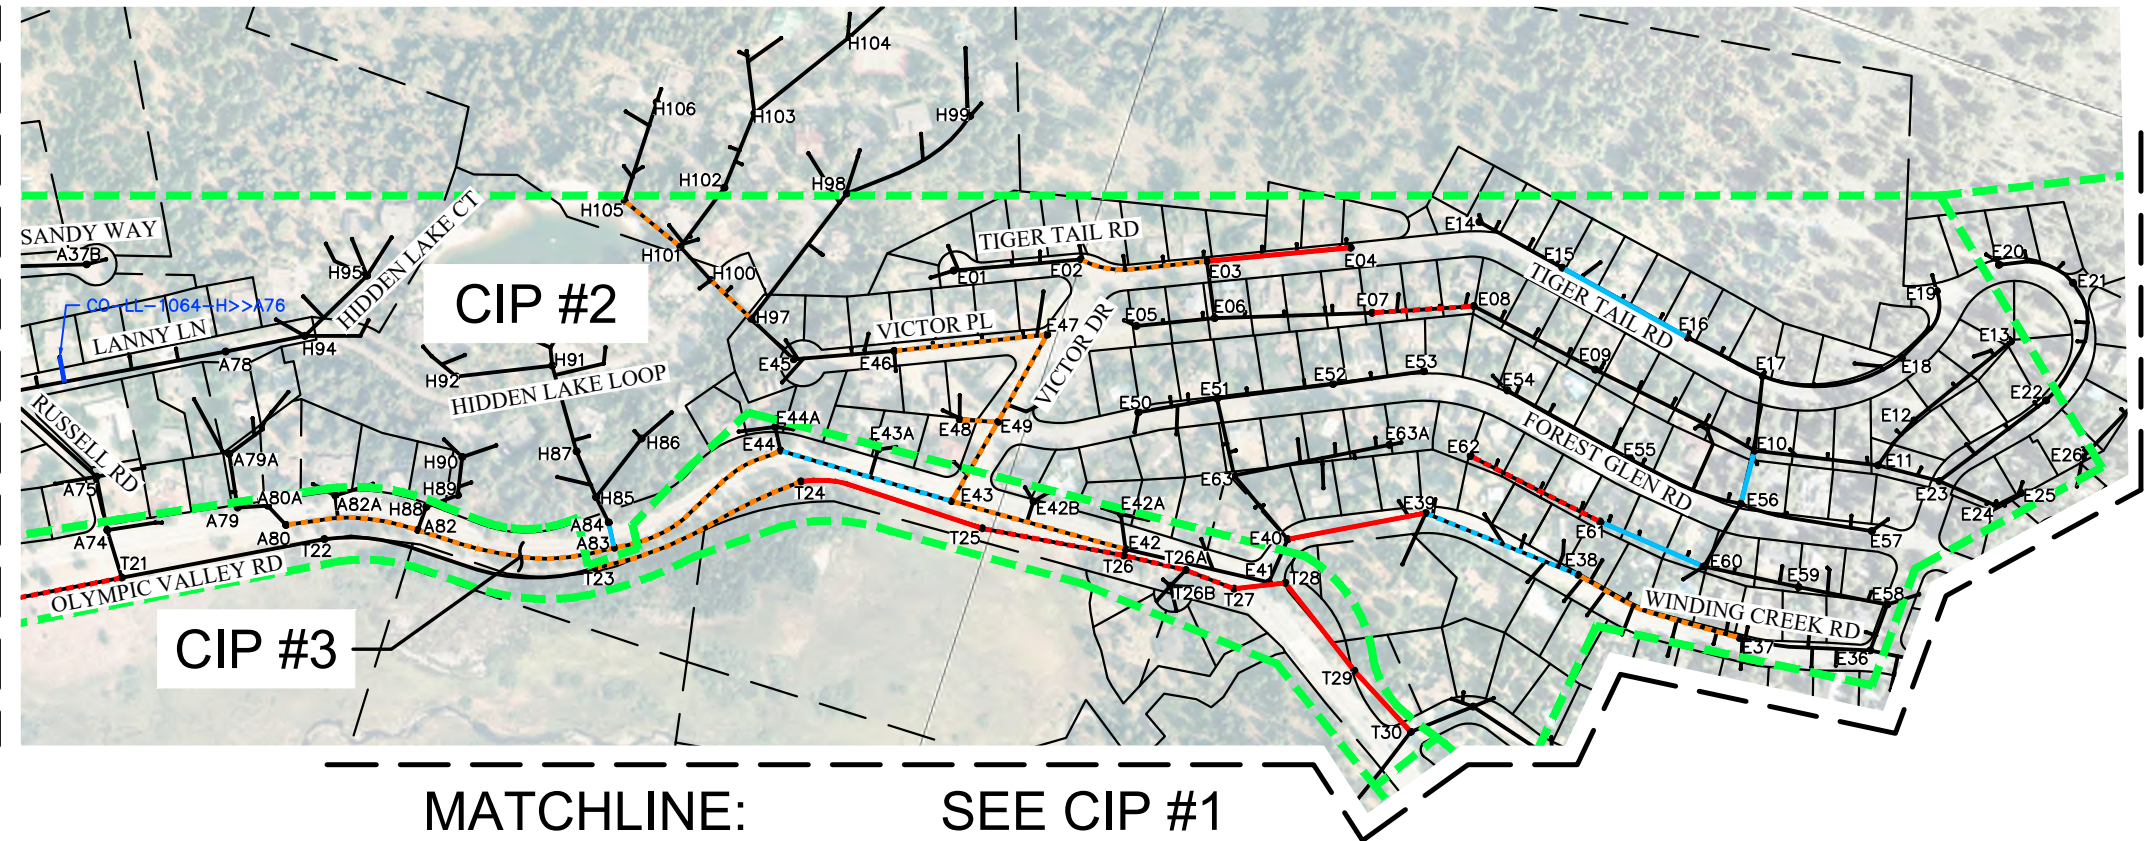 H104
H106
H103
H99
H102
H98
H105
SANDY WAY
A37B
HIDDEN LAKE CT
H95
H101
H100
TIGER TAIL RD
E01
E02
E03
E04
E14
E15
TIGER TAIL RD
E16
E20
E21
E19
E13
CIP #2
CO-LL-1064-H>>A76
LANNY LN
A78
H94
H97
VICTOR PL
E47
E05
E06
E07
E08
E45
E46
VICTOR DR
H91
H92
HIDDEN LAKE LOOP
E09
E17
E18
E53
E52
E51
E50
E54
E22
E12
RUSSELL RD
E44A
E48
E49
FOREST GLEN RD
E55
E10
E11
E44
E43A
E63A
E62
H86
H87
H90
A79A
A75
E63
E26
E23
E25
E24
T24
E43
E42B
E42A
E56
E39
H85
H89
H88
A82A
A80A
A79
A80
A82
A84
A83
A74
T21
T22
T23
T25
E42
T26
T26A
E40
E41
T28
E61
E57
E38
E60
E59
E58
OLYMPIC VALLEY RD
T26B
T27
WINDING CREEK RD
E37
E36
CIP #3
T29
T30
MATCHLINE: SEE CIP #1